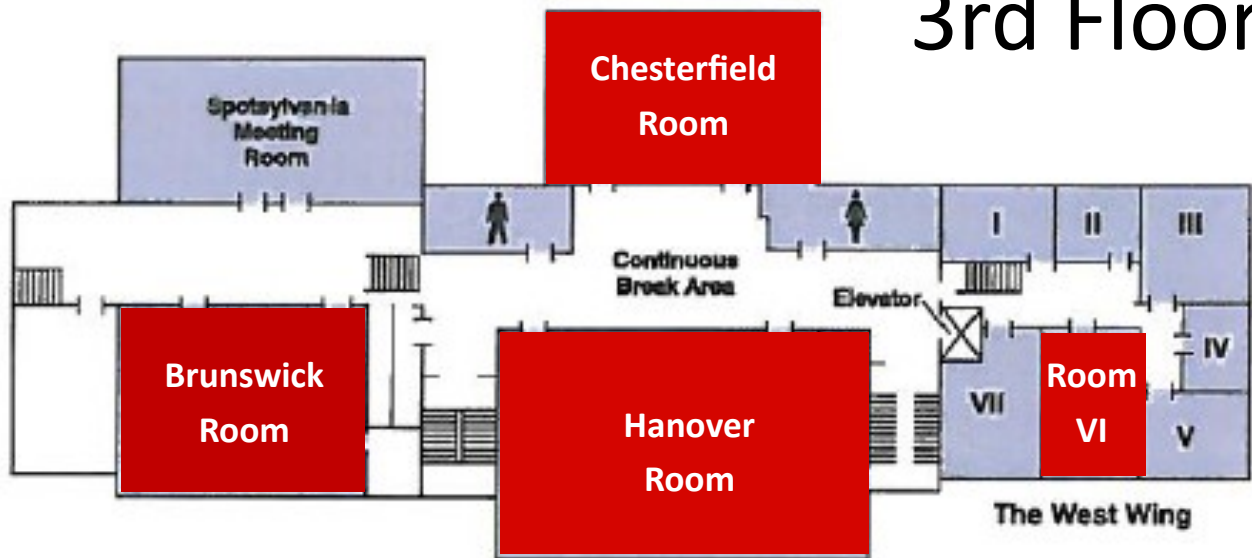 3rd Floor
Chesterfield
Room
Spotsylvania
Meeting
Room
I
II
III
Continuous
Break Area
Elevator
IV
Brunswick
Room
Hanover
Room
VII
Room
VI
V
The West Wing